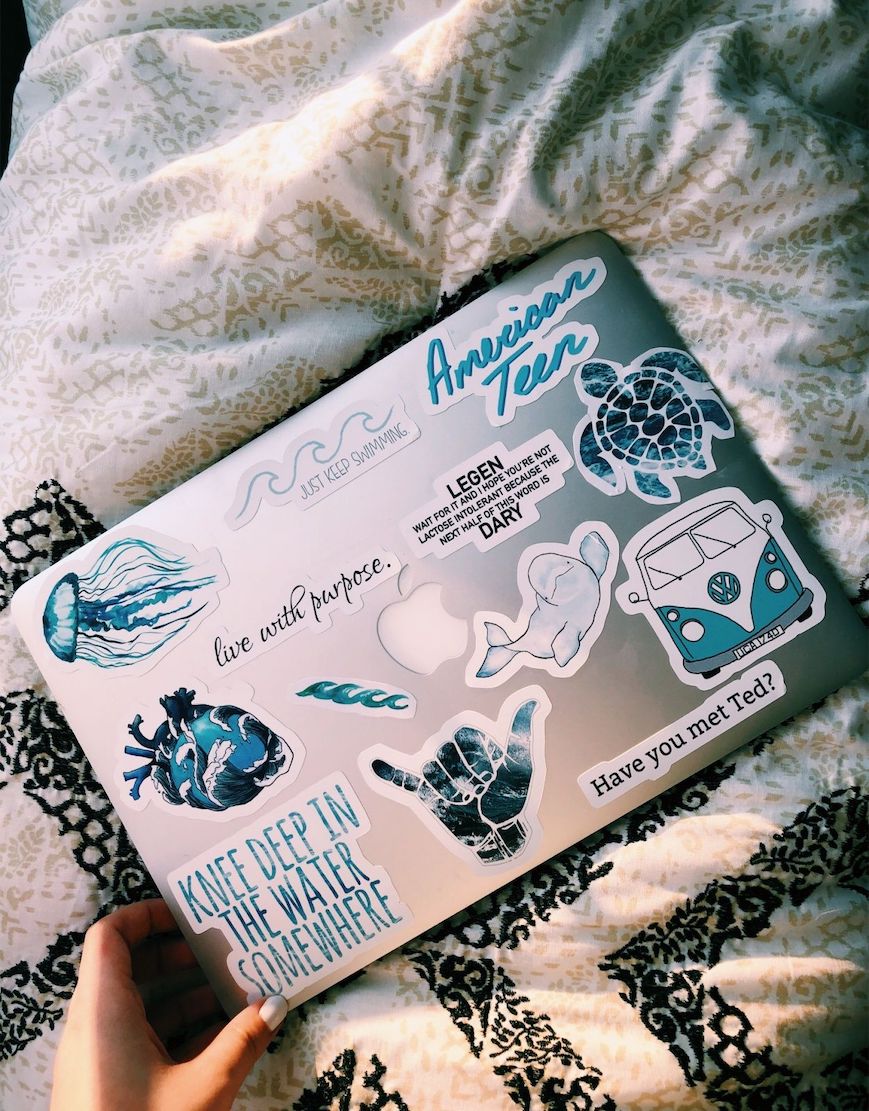 American
Teen
JUST KEEP SWIMMING.
LEGEN
WAIT FOR IT AND I HOPE YOU'RE NOT
LACTOSE INTOLERANT BECAUSE THE
NEXT HALF OF THIS WORD IS
DARY
live with purpose.
VW
Have you met Ted?
KNEE DEEP IN
THE WATER
SOMEWHERE